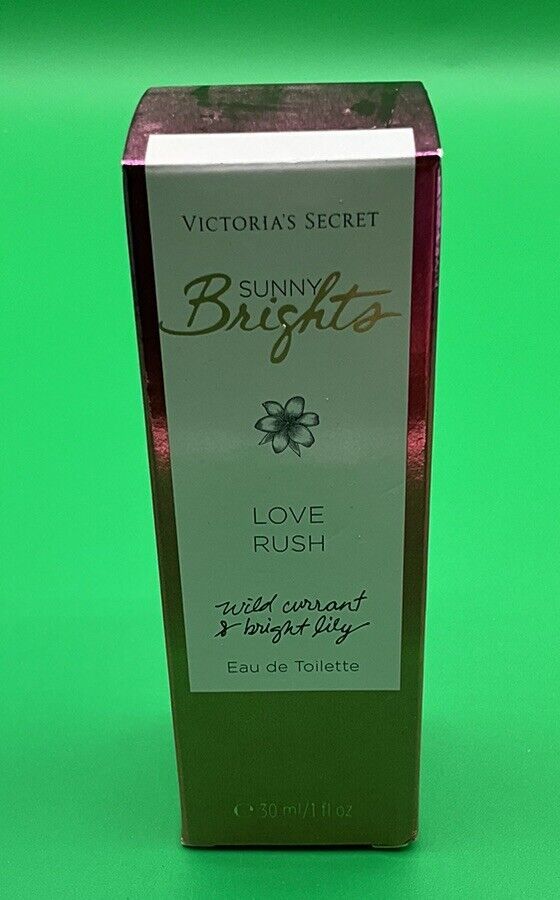 VICTORIA'S SECRET
SUNNY
Brights
LOVE
RUSH
wild currant
& bright lily
Eau de Toilette
℮ 30 ml/1 fl oz